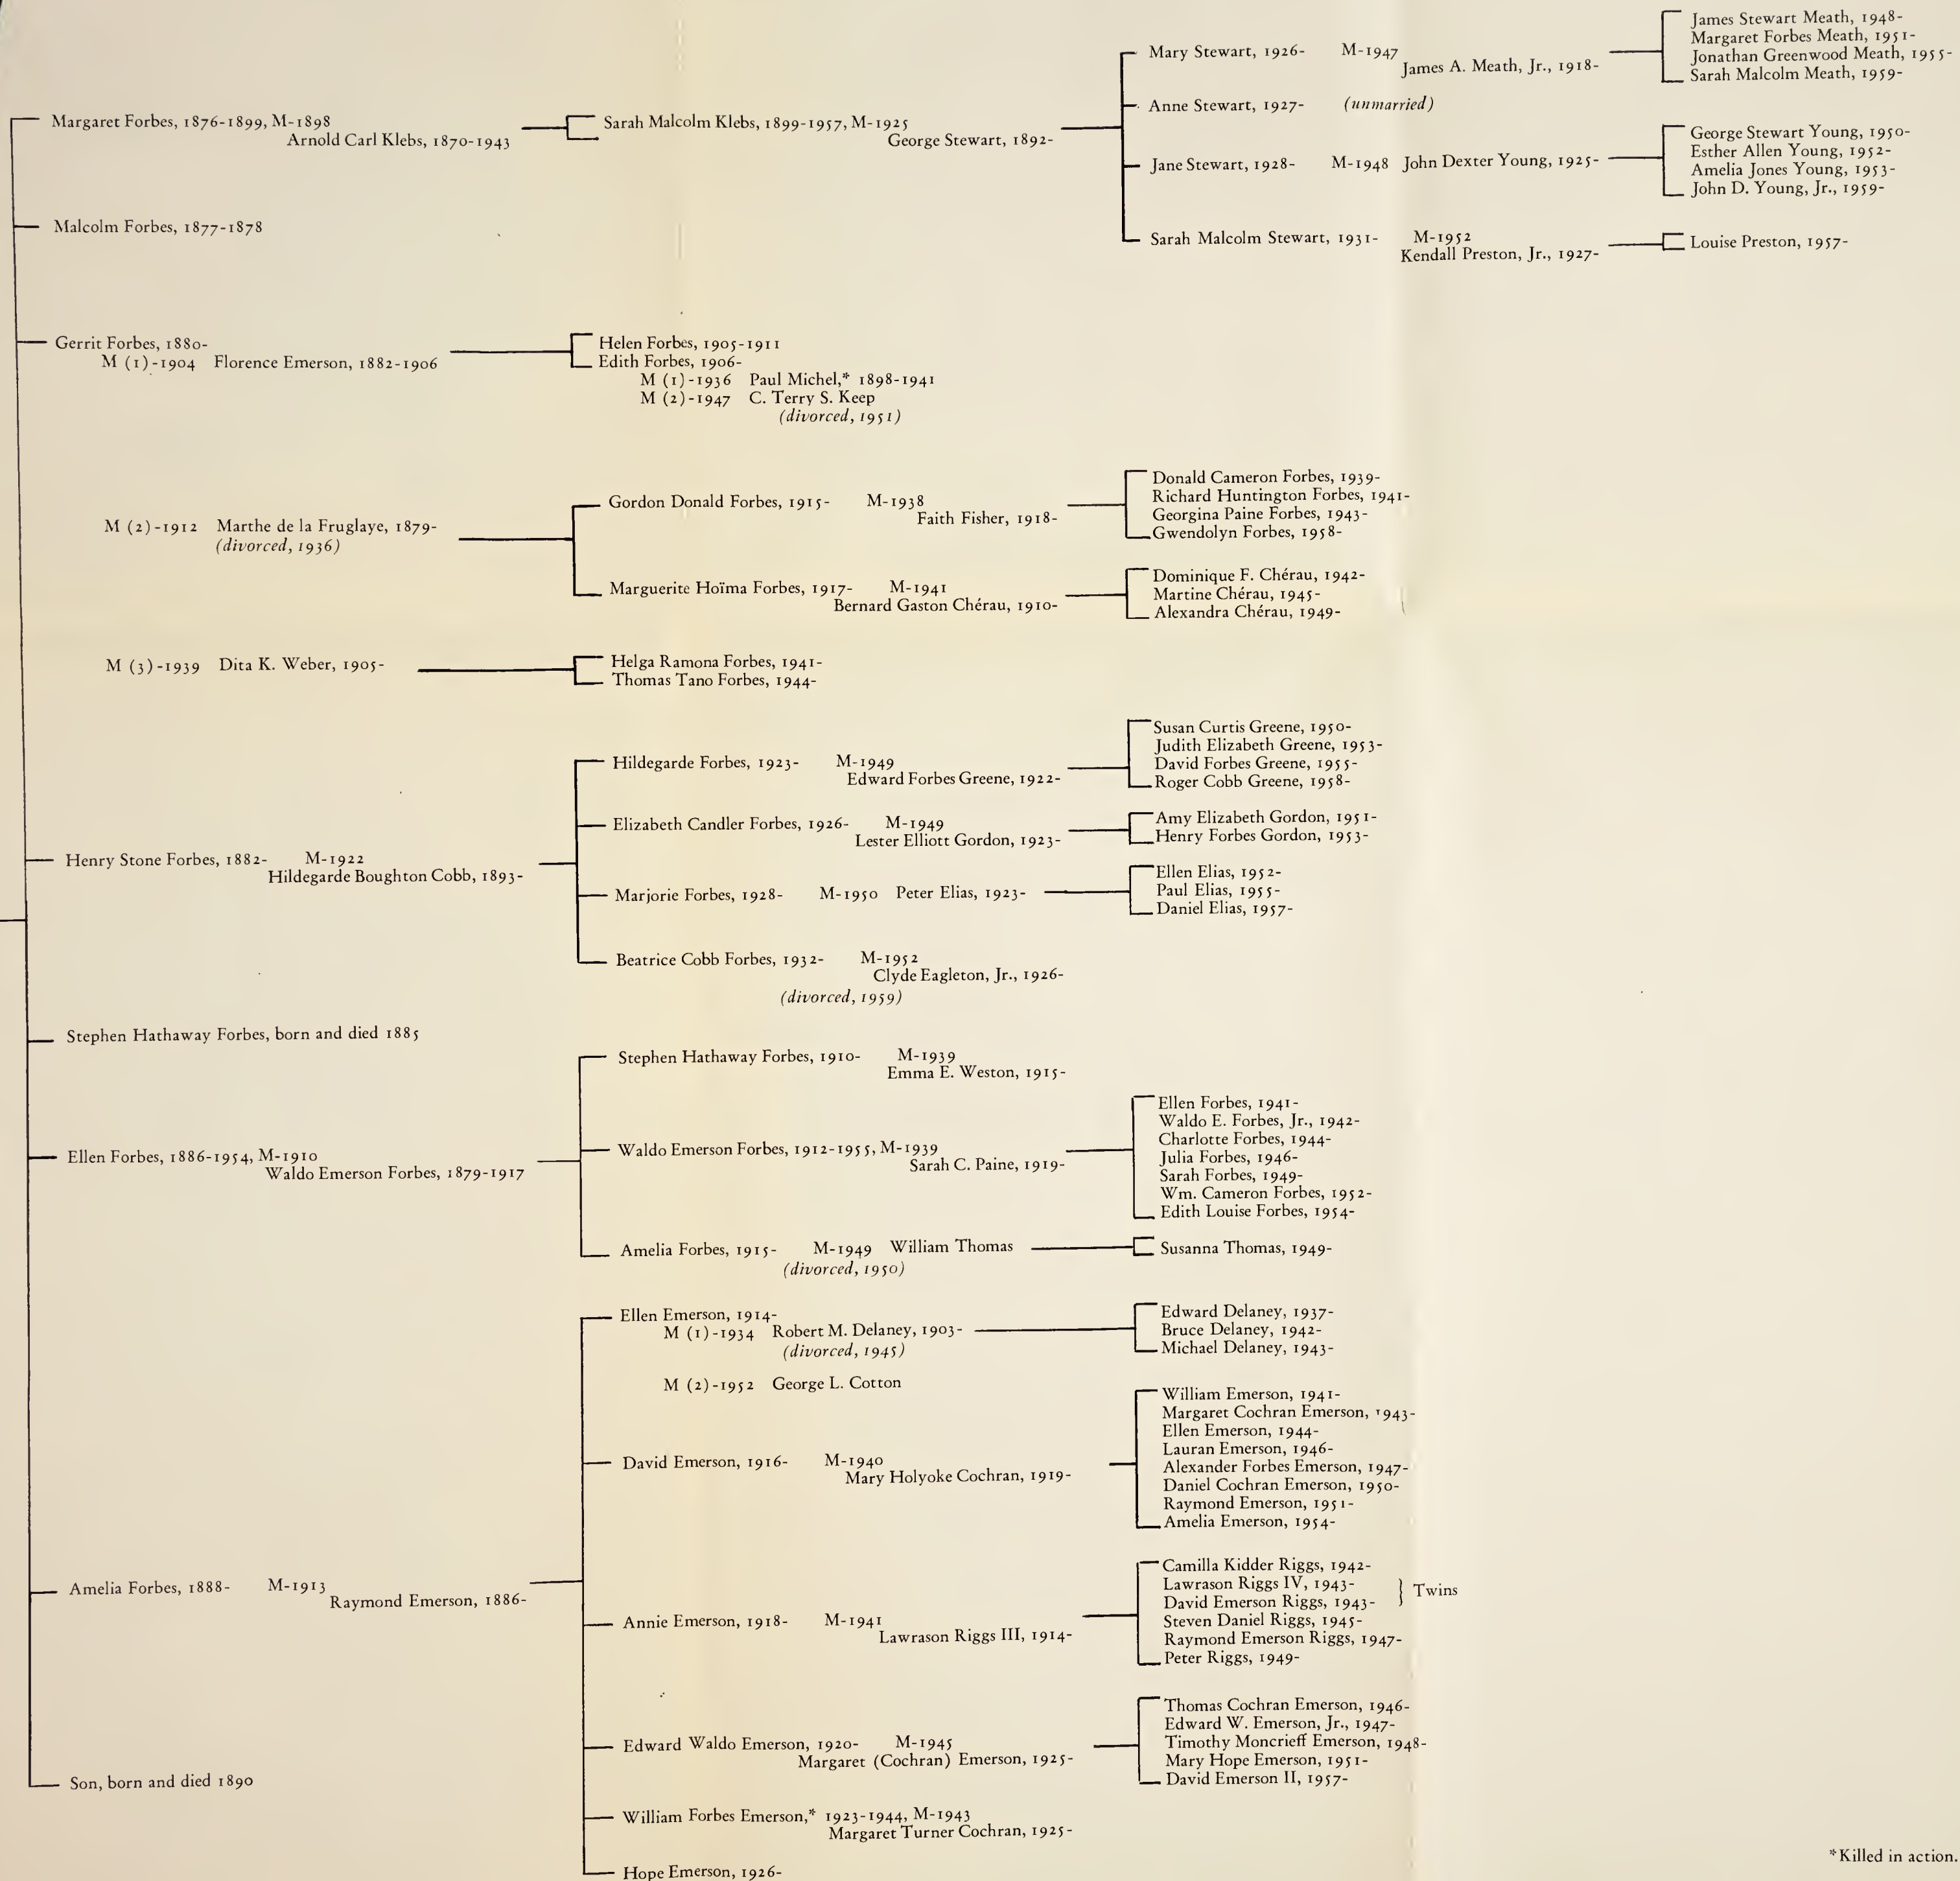 Margaret Forbes, 1876-1899, M-1898
Arnold Carl Klebs, 1870-1943
Sarah Malcolm Klebs, 1899-1957, M-1925
George Stewart, 1892-
Mary Stewart, 1926- M-1947
James A. Meath, Jr., 1918-
James Stewart Meath, 1948-
Margaret Forbes Meath, 1951-
Jonathan Greenwood Meath, 1955-
Sarah Malcolm Meath, 1959-
Anne Stewart, 1927- (unmarried)
Jane Stewart, 1928- M-1948 John Dexter Young, 1925-
George Stewart Young, 1950-
Esther Allen Young, 1952-
Amelia Jones Young, 1953-
John D. Young, Jr., 1959-
Sarah Malcolm Stewart, 1931- M-1952
Kendall Preston, Jr., 1927-
Louise Preston, 1957-
Malcolm Forbes, 1877-1878
Gerrit Forbes, 1880-
M (1)-1904 Florence Emerson, 1882-1906
Helen Forbes, 1905-1911
Edith Forbes, 1906-
M (1)-1936 Paul Michel,* 1898-1941
M (2)-1947 C. Terry S. Keep
(divorced, 1951)
M (2)-1912 Marthe de la Fruglaye, 1879-
(divorced, 1936)
Gordon Donald Forbes, 1915- M-1938
Faith Fisher, 1918-
Donald Cameron Forbes, 1939-
Richard Huntington Forbes, 1941-
Georgina Paine Forbes, 1943-
Gwendolyn Forbes, 1958-
Marguerite Hoïma Forbes, 1917- M-1941
Bernard Gaston Chérau, 1910-
Dominique F. Chérau, 1942-
Martine Chérau, 1945-
Alexandra Chérau, 1949-
M (3)-1939 Dita K. Weber, 1905-
Helga Ramona Forbes, 1941-
Thomas Tano Forbes, 1944-
Henry Stone Forbes, 1882- M-1922
Hildegarde Boughton Cobb, 1893-
Hildegarde Forbes, 1923- M-1949
Edward Forbes Greene, 1922-
Susan Curtis Greene, 1950-
Judith Elizabeth Greene, 1953-
David Forbes Greene, 1955-
Roger Cobb Greene, 1958-
Elizabeth Candler Forbes, 1926- M-1949
Lester Elliott Gordon, 1923-
Amy Elizabeth Gordon, 1951-
Henry Forbes Gordon, 1953-
Marjorie Forbes, 1928- M-1950 Peter Elias, 1923-
Ellen Elias, 1952-
Paul Elias, 1955-
Daniel Elias, 1957-
Beatrice Cobb Forbes, 1932- M-1952
Clyde Eagleton, Jr., 1926-
(divorced, 1959)
Stephen Hathaway Forbes, born and died 1885
Ellen Forbes, 1886-1954, M-1910
Waldo Emerson Forbes, 1879-1917
Stephen Hathaway Forbes, 1910- M-1939
Emma E. Weston, 1915-
Waldo Emerson Forbes, 1912-1955, M-1939
Sarah C. Paine, 1919-
Ellen Forbes, 1941-
Waldo E. Forbes, Jr., 1942-
Charlotte Forbes, 1944-
Julia Forbes, 1946-
Sarah Forbes, 1949-
Wm. Cameron Forbes, 1952-
Edith Louise Forbes, 1954-
Amelia Forbes, 1915- M-1949 William Thomas
(divorced, 1950)
Susanna Thomas, 1949-
Amelia Forbes, 1888- M-1913
Raymond Emerson, 1886-
Ellen Emerson, 1914-
M (1)-1934 Robert M. Delaney, 1903-
(divorced, 1945)
Edward Delaney, 1937-
Bruce Delaney, 1942-
Michael Delaney, 1943-
M (2)-1952 George L. Cotton
David Emerson, 1916- M-1940
Mary Holyoke Cochran, 1919-
William Emerson, 1941-
Margaret Cochran Emerson, 1943-
Ellen Emerson, 1944-
Lauran Emerson, 1946-
Alexander Forbes Emerson, 1947-
Daniel Cochran Emerson, 1950-
Raymond Emerson, 1951-
Amelia Emerson, 1954-
Annie Emerson, 1918- M-1941
Lawrason Riggs III, 1914-
Camilla Kidder Riggs, 1942-
Lawrason Riggs IV, 1943-
David Emerson Riggs, 1943-
Twins
Steven Daniel Riggs, 1945-
Raymond Emerson Riggs, 1947-
Peter Riggs, 1949-
Edward Waldo Emerson, 1920- M-1945
Margaret (Cochran) Emerson, 1925-
Thomas Cochran Emerson, 1946-
Edward W. Emerson, Jr., 1947-
Timothy Moncrieff Emerson, 1948-
Mary Hope Emerson, 1951-
David Emerson II, 1957-
William Forbes Emerson,* 1923-1944, M-1943
Margaret Turner Cochran, 1925-
Hope Emerson, 1926-
Son, born and died 1890
*Killed in action.